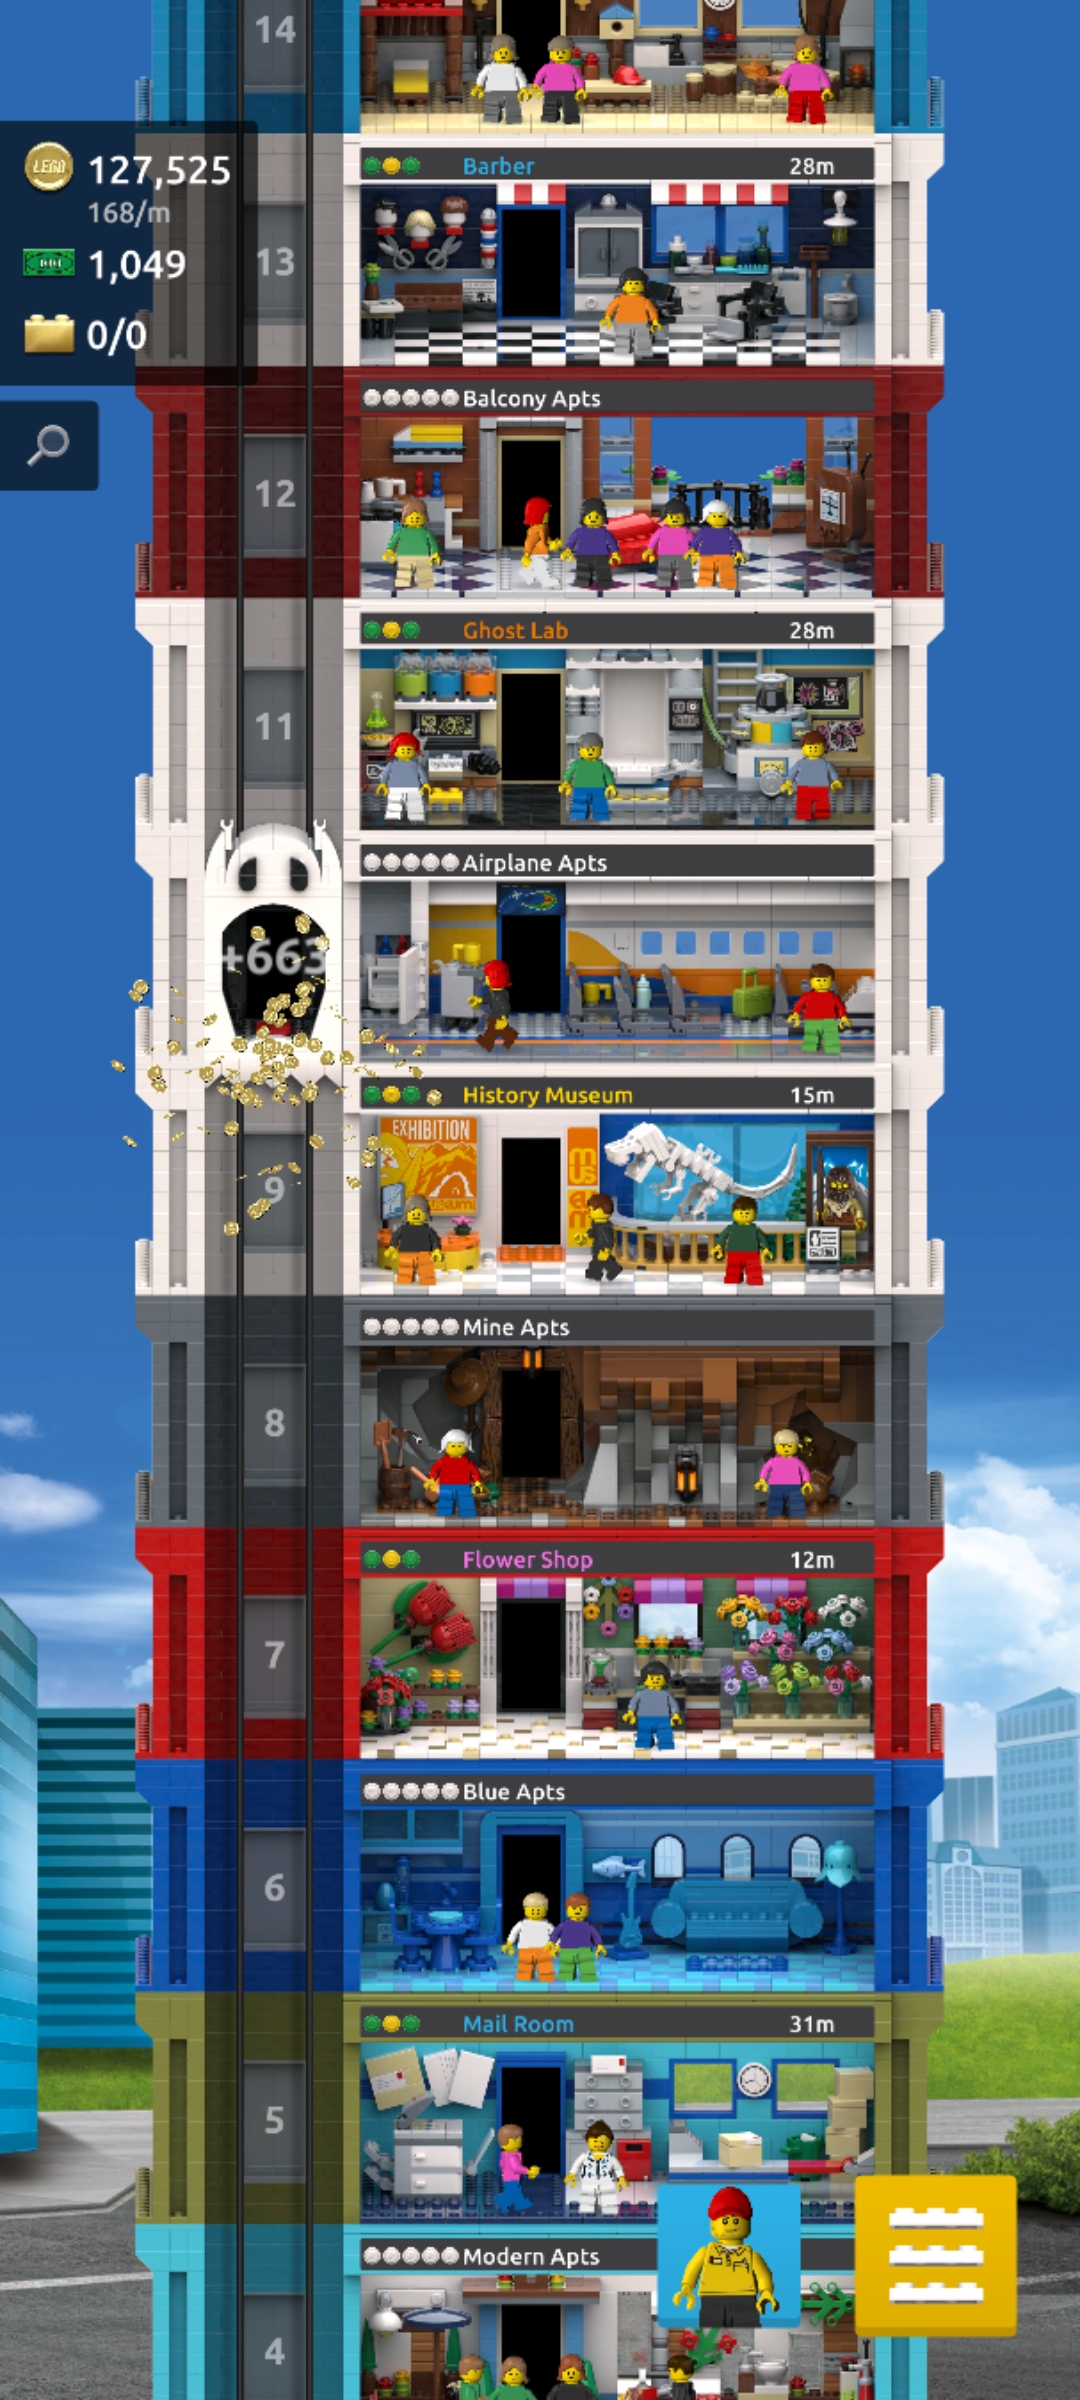 14
LEGO 127,525
168/m
1,049
0/0
Barber 28m
13
Balcony Apts
12
Ghost Lab 28m
11
Airplane Apts
+663
History Museum 15m
EXHIBITION
9
Mine Apts
8
Flower Shop 12m
7
Blue Apts
6
Mail Room 31m
5
Modern Apts
4